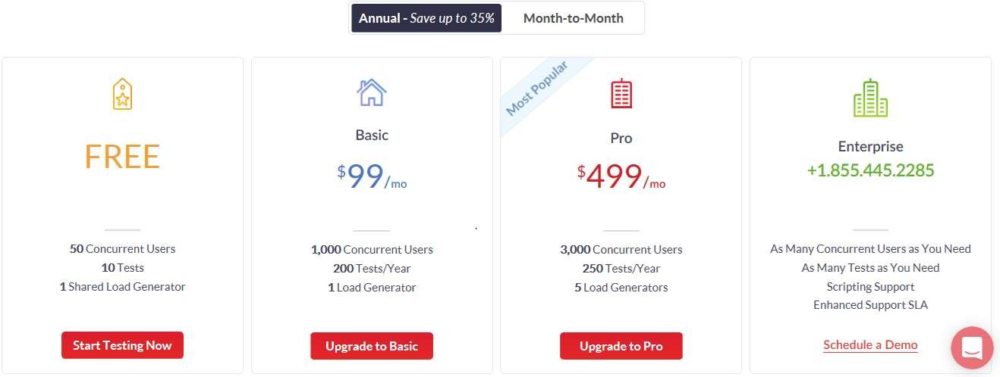 Annual - Save up to 35%
Month-to-Month
FREE
50 Concurrent Users
10 Tests
1 Shared Load Generator
Start Testing Now
Basic
$99/mo
1,000 Concurrent Users
200 Tests/Year
1 Load Generator
Upgrade to Basic
Most Popular
Pro
$499/mo
3,000 Concurrent Users
250 Tests/Year
5 Load Generators
Upgrade to Pro
Enterprise
+1.855.445.2285
As Many Concurrent Users as You Need
As Many Tests as You Need
Scripting Support
Enhanced Support SLA
Schedule a Demo